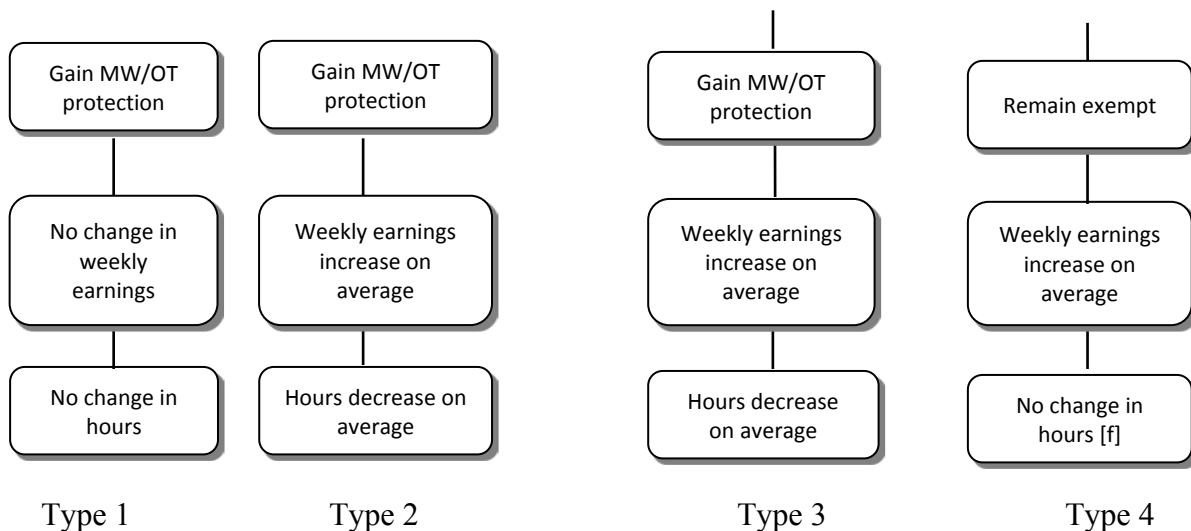 Gain MW/OT
protection
No change in
weekly
earnings
No change in
hours
Type 1
Gain MW/OT
protection
Weekly earnings
increase on
average
Hours decrease on
average
Type 2
Gain MW/OT
protection
Weekly earnings
increase on
average
Hours decrease
on average
Type 3
Remain exempt
Weekly earnings
increase on
average
No change in
hours [f]
Type 4